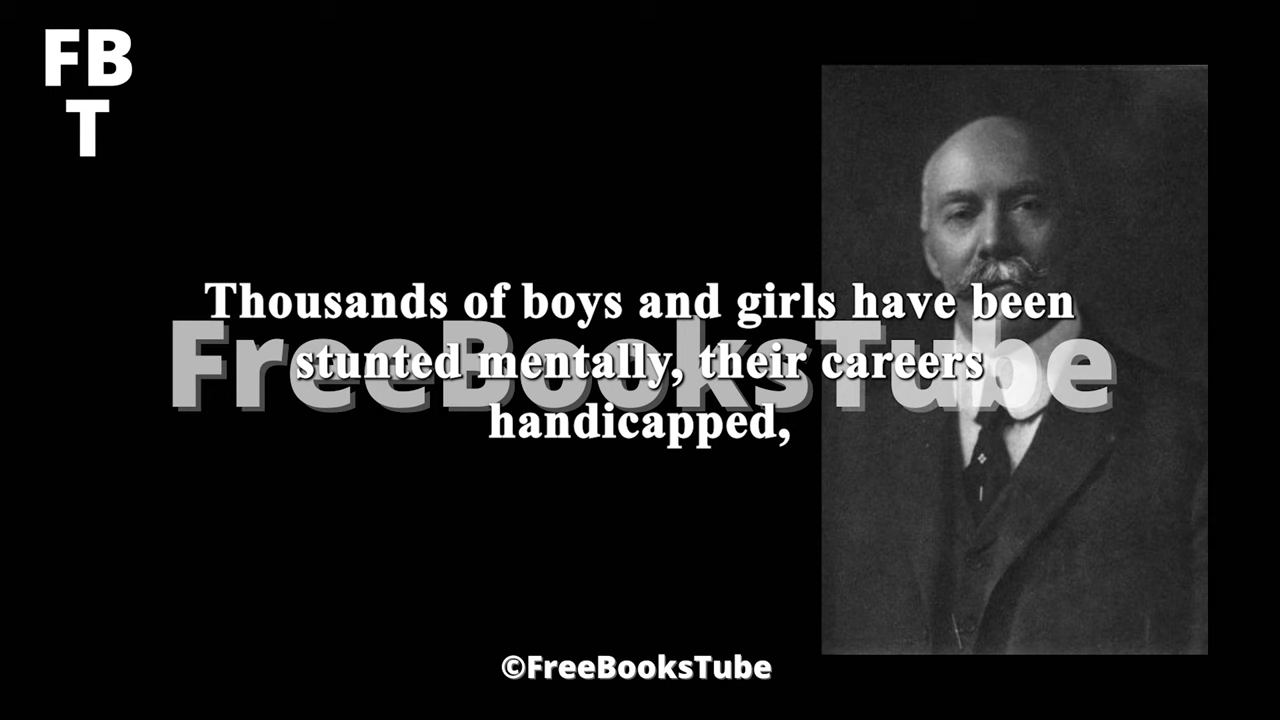 FB
T
Thousands of boys and girls have been
FreeBooksTube
stunted mentally, their careers
handicapped,
©FreeBooksTube